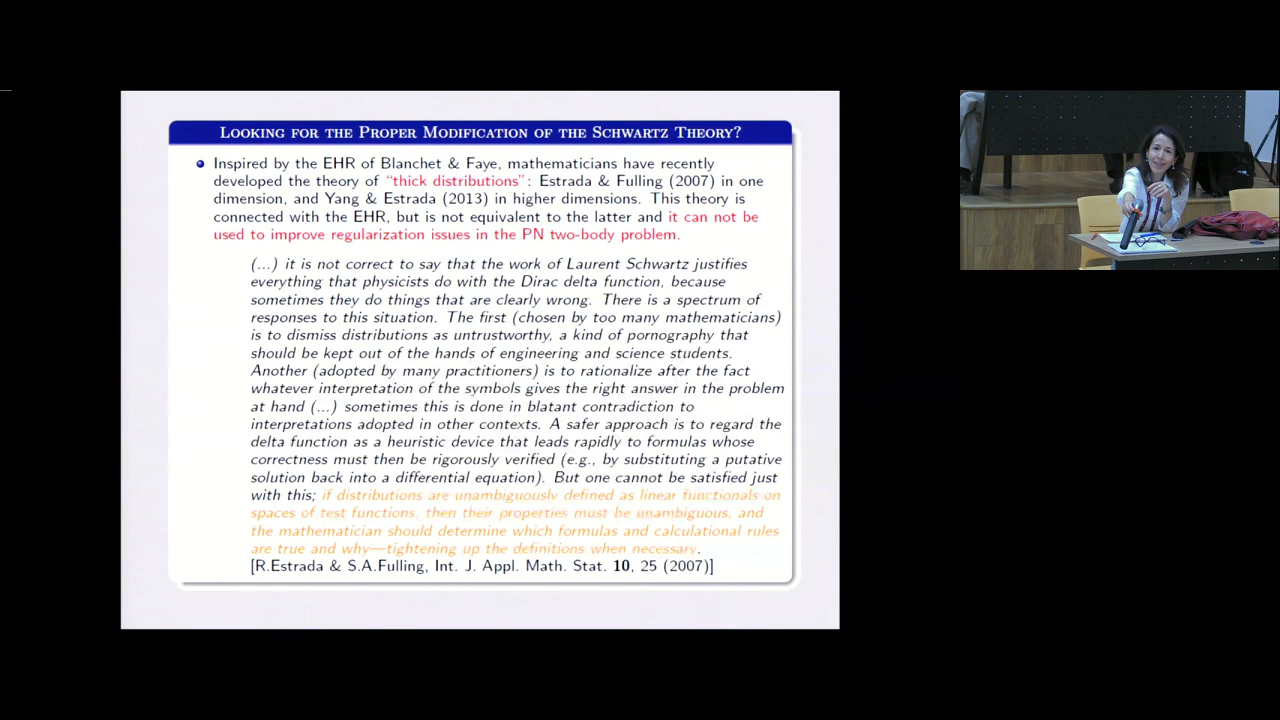 LOOKING FOR THE PROPER MODIFICATION OF THE SCHWARTZ THEORY?
Inspired by the EHR of Blanchet & Faye, mathematicians have recently
developed the theory of "thick distributions": Estrada & Fulling (2007) in one
dimension, and Yang & Estrada (2013) in higher dimensions. This theory is
connected with the EHR, but is not equivalent to the latter and it can not be
used to improve regularization issues in the PN two-body problem.
(...) it is not correct to say that the work of Laurent Schwartz justifies
everything that physicists do with the Dirac delta function, because
sometimes they do things that are clearly wrong. There is a spectrum of
responses to this situation. The first (chosen by too many mathematicians)
is to dismiss distributions as untrustworthy, a kind of pornography that
should be kept out of the hands of engineering and science students.
Another (adopted by many practitioners) is to rationalize after the fact
whatever interpretation of the symbols gives the right answer in the problem
at hand (...) sometimes this is done in blatant contradiction to
interpretations adopted in other contexts. A safer approach is to regard the
delta function as a heuristic device that leads rapidly to formulas whose
correctness must then be rigorously verified (e.g., by substituting a putative
solution back into a differential equation). But one cannot be satisfied just
with this; if distributions are unambiguously defined as linear functionals on
spaces of test functions, then their properties must be unambiguous, and
the mathematician should determine which formulas and calculational rules
are true and why—tightening up the definitions when necessary.
[R.Estrada & S.A.Fulling, Int. J. Appl. Math. Stat. 10, 25 (2007)]